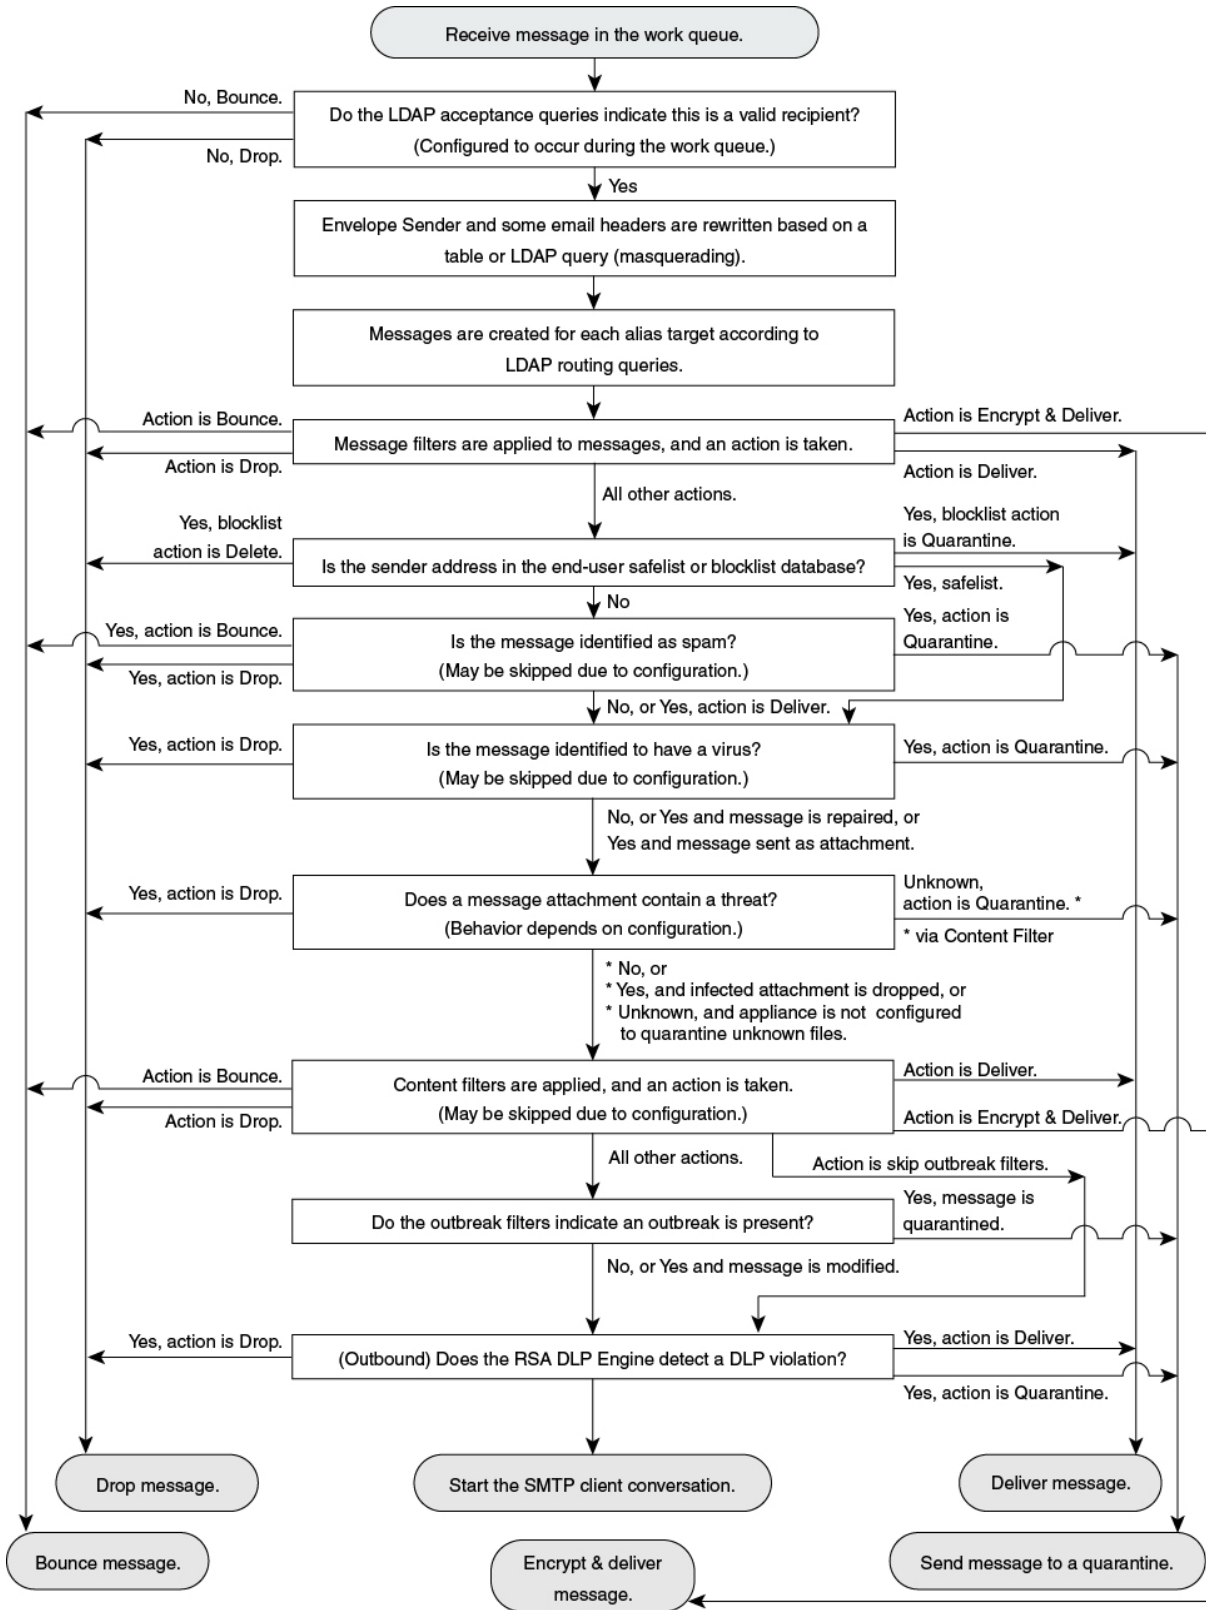 Receive message in the work queue.
No, Bounce.
Do the LDAP acceptance queries indicate this is a valid recipient?
(Configured to occur during the work queue.)
No, Drop.
Yes
Envelope Sender and some email headers are rewritten based on a
table or LDAP query (masquerading).
Messages are created for each alias target according to
LDAP routing queries.
Action is Bounce.
Action is Encrypt & Deliver.
Message filters are applied to messages, and an action is taken.
Action is Drop.
Action is Deliver.
All other actions.
Yes, blocklist
action is Delete.
Yes, blocklist action
is Quarantine.
Is the sender address in the end-user safelist or blocklist database?
Yes, safelist.
No
Yes, action is Bounce.
Yes, action is
Quarantine.
Is the message identified as spam?
(May be skipped due to configuration.)
Yes, action is Drop.
No, or Yes, action is Deliver.
Yes, action is Drop.
Is the message identified to have a virus?
(May be skipped due to configuration.)
Yes, action is Quarantine.
No, or Yes and message is repaired, or
Yes and message sent as attachment.
Yes, action is Drop.
Does a message attachment contain a threat?
(Behavior depends on configuration.)
Unknown,
action is Quarantine. *
* via Content Filter
* No, or
* Yes, and infected attachment is dropped, or
* Unknown, and appliance is not configured
to quarantine unknown files.
Action is Bounce.
Content filters are applied, and an action is taken.
(May be skipped due to configuration.)
Action is Deliver.
Action is Drop.
Action is Encrypt & Deliver.
All other actions.
Action is skip outbreak filters.
Do the outbreak filters indicate an outbreak is present?
Yes, message is
quarantined.
No, or Yes and message is modified.
Yes, action is Drop.
(Outbound) Does the RSA DLP Engine detect a DLP violation?
Yes, action is Deliver.
Yes, action is Quarantine.
Drop message.
Start the SMTP client conversation.
Deliver message.
Bounce message.
Encrypt & deliver
message.
Send message to a quarantine.